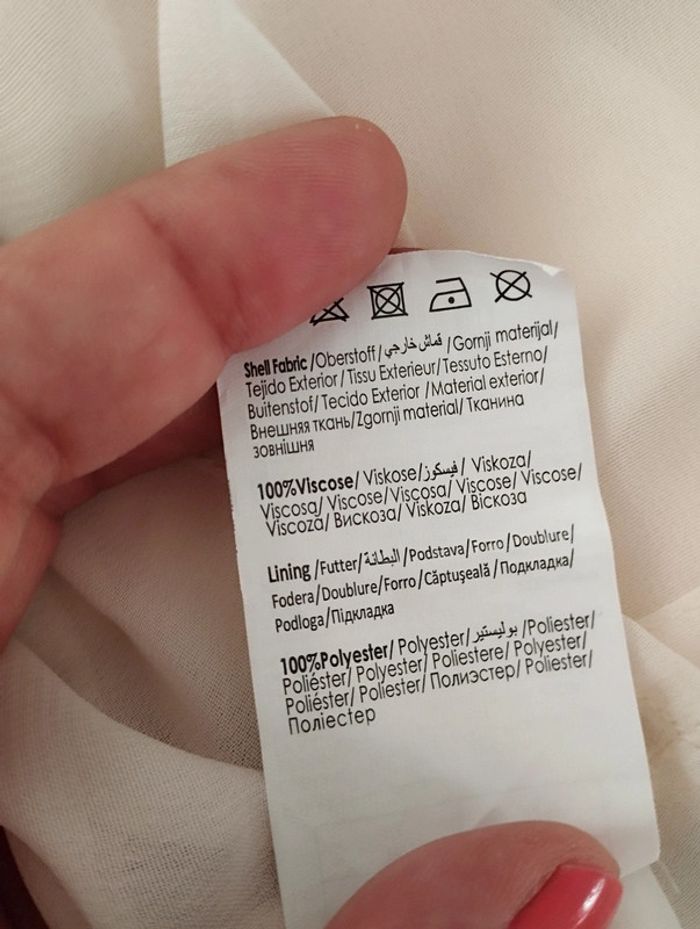 Shell Fabric /Oberstoff/ قماش خارجي /Gornji materijal/
Tejido Exterior/Tissu Exterieur/Tessuto Esterno/
Buitenstof/ Tecido Exterior /Material exterior/
Внешняя ткань/Zgornji material/ Тканина
зовнішня
100%Viscose/ Viskose/فيسكوز/ Viskoza/
Viscosa/ Viscose/Viscosa/ Viscose/ Viscose/
Viscoza/ Вискоза/ Viskoza/ Віскоза
Lining /Futter/ البطانة/Podstava/Forro/Doublure/
Fodera/Doublure/Forro/Căptuşeală /Подкладка/
Podloga/Підкладка
100%Polyester/ Polyester/ بوليستير /Poliester/
Poliéster/ Polyester/ Poliestere/ Polyester/
Poliéster/ Poliester/ Полиэстер/ Poliester/
Поліестер